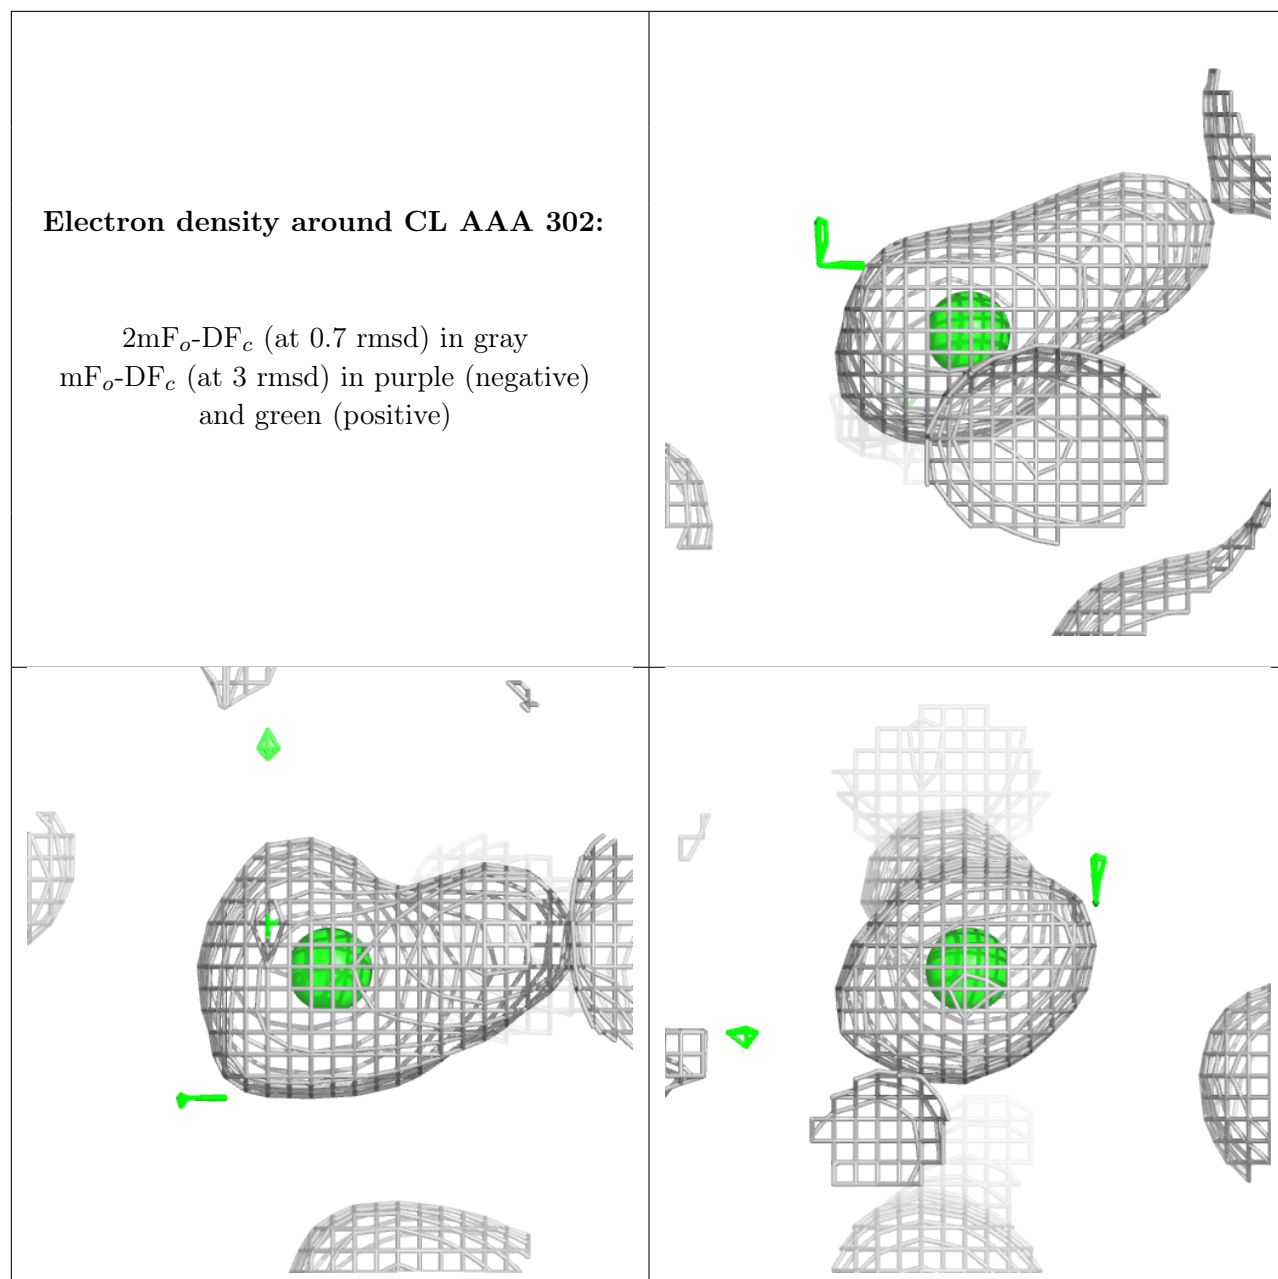 Electron density around CL AAA 302:
2mFo-DFc (at 0.7 rmsd) in gray
mFo-DFc (at 3 rmsd) in purple (negative)
and green (positive)